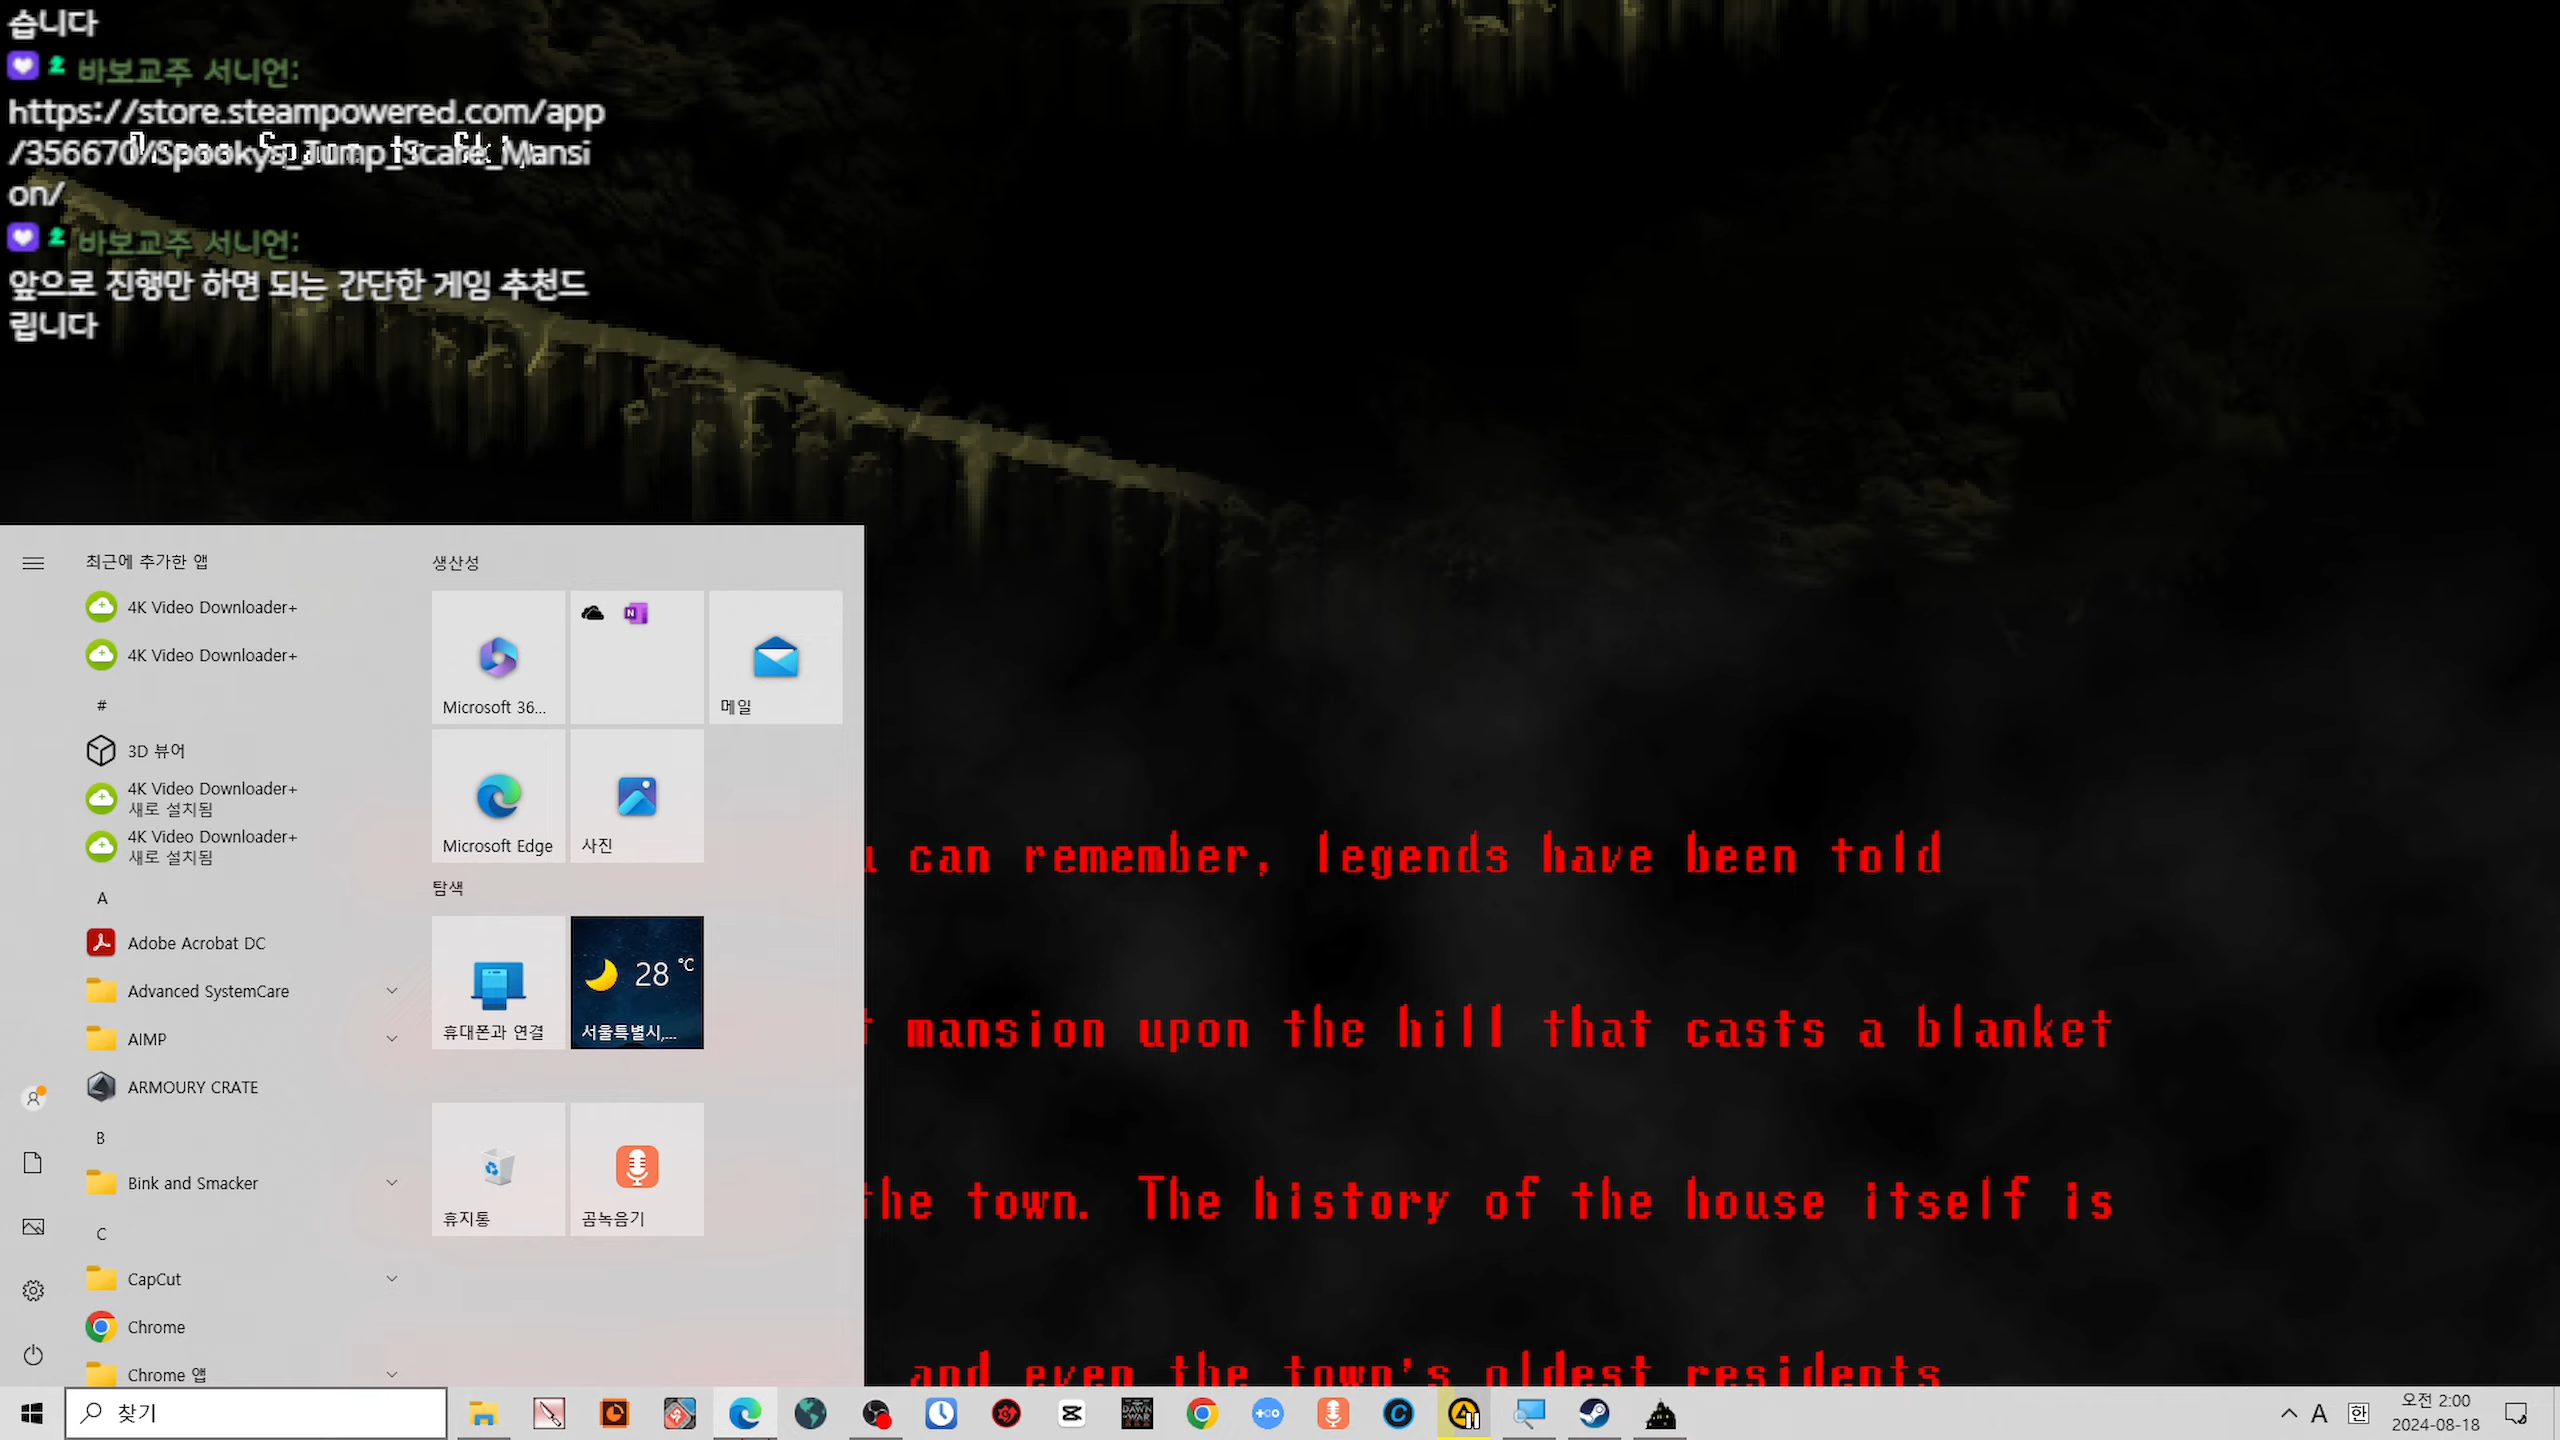 습니다
바보교주 서니언:
https://store.steampowered.com/app
/356670/Spookys_Jump_Scare_Mansi
on/
바보교주 서니언:
앞으로 진행만 하면 되는 간단한 게임 추천드
립니다
최근에 추가한 앱
4K Video Downloader+
4K Video Downloader+
#
3D 뷰어
4K Video Downloader+
새로 설치됨
4K Video Downloader+
새로 설치됨
A
Adobe Acrobat DC
Advanced SystemCare
AIMP
ARMOURY CRATE
B
Bink and Smacker
C
CapCut
Chrome
Chrome 앱
생산성
Microsoft 36...
메일
Microsoft Edge
사진
탐색
휴대폰과 연결
28 °C
서울특별시,...
휴지통
곰녹음기
can remember, legends have been told
mansion upon the hill that casts a blanket
the town. The history of the house itself is
and even the town's oldest residents
찾기
DAWN WAR
A
한
오전 2:00
2024-08-18